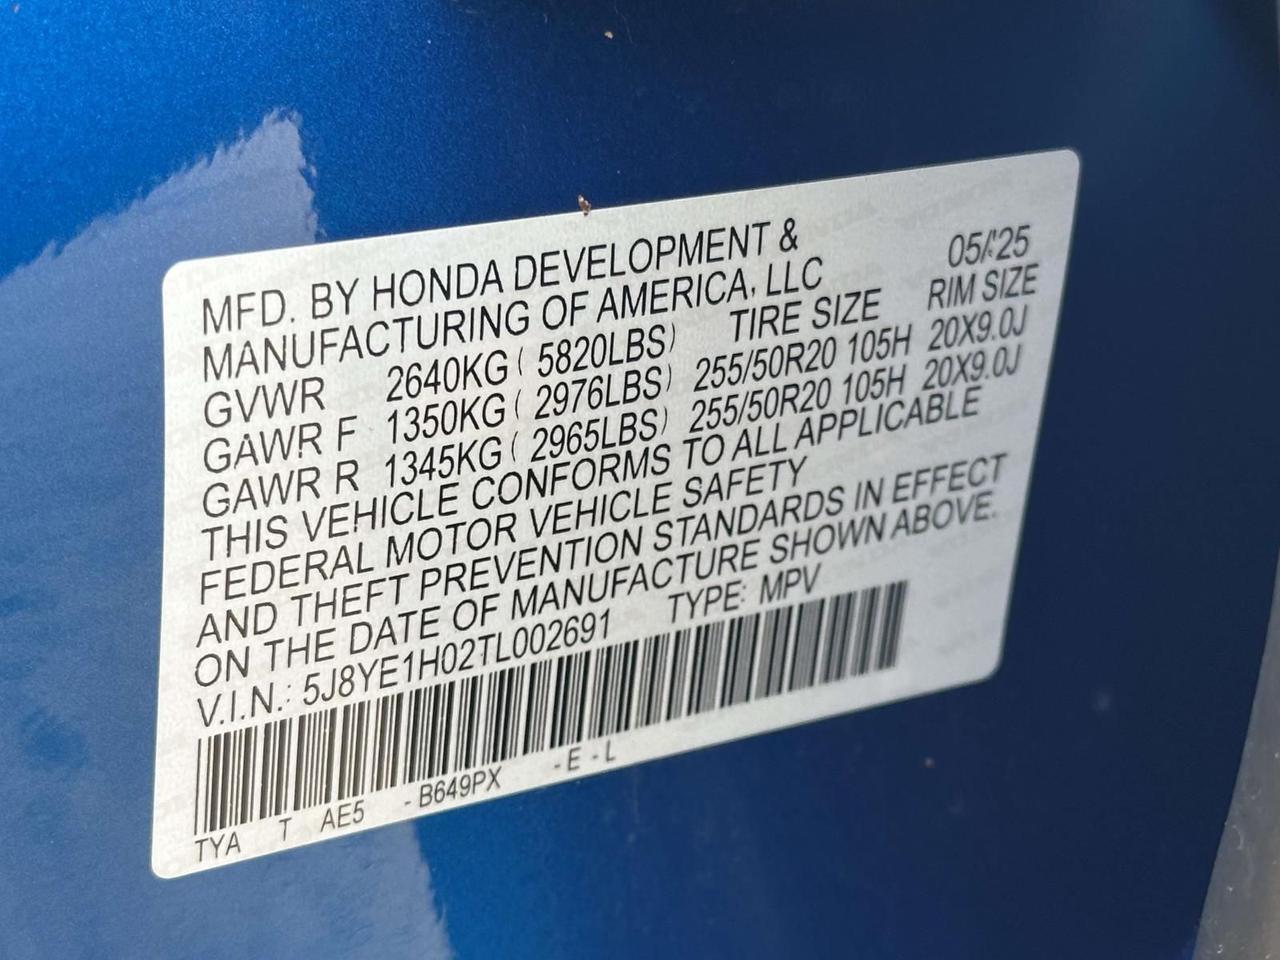 MFD. BY HONDA DEVELOPMENT &
MANUFACTURING OF AMERICA, LLC 05/'25
GVWR 2640KG ( 5820LBS) TIRE SIZE RIM SIZE
GAWR F 1350KG ( 2976LBS) 255/50R20 105H 20X9.0J
GAWR R 1345KG ( 2965LBS) 255/50R20 105H 20X9.0J
THIS VEHICLE CONFORMS TO ALL APPLICABLE
FEDERAL MOTOR VEHICLE SAFETY
AND THEFT PREVENTION STANDARDS IN EFFECT
ON THE DATE OF MANUFACTURE SHOWN ABOVE.
V.I.N.: 5J8YE1H02TL002691 TYPE: MPV
TYA T AE5 -B649PX -E-L